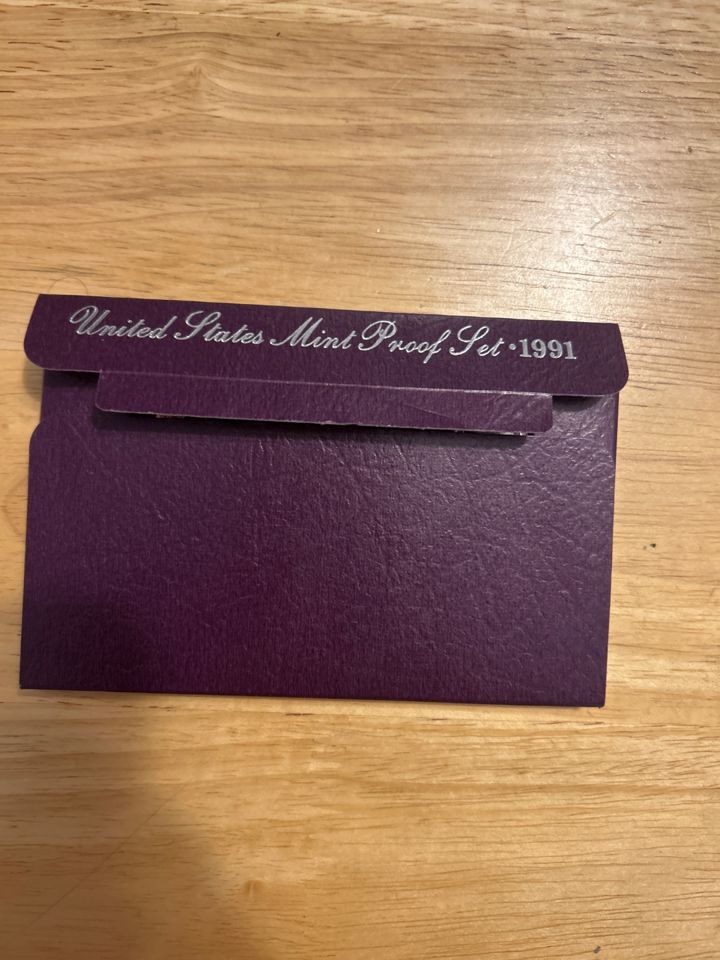 United States Mint Proof Set • 1991